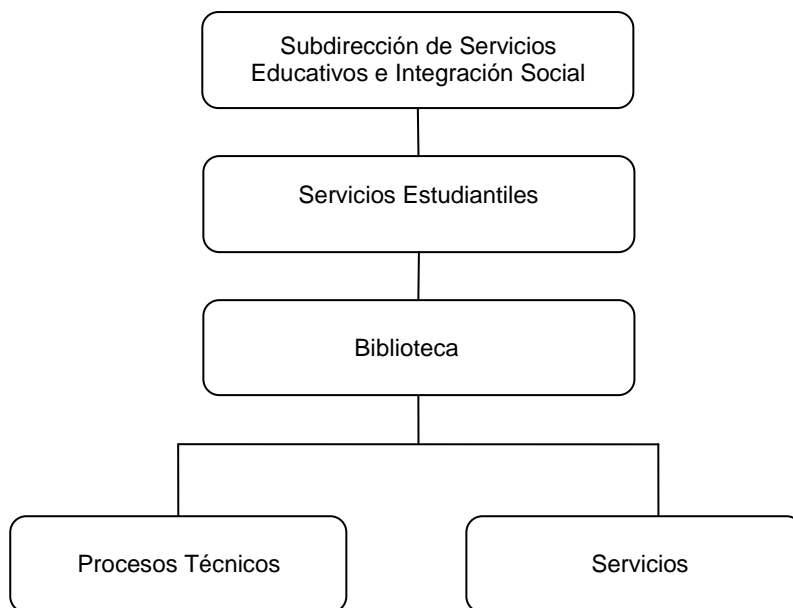 Subdirección de Servicios
Educativos e Integración Social
Servicios Estudiantiles
Biblioteca
Procesos Técnicos
Servicios